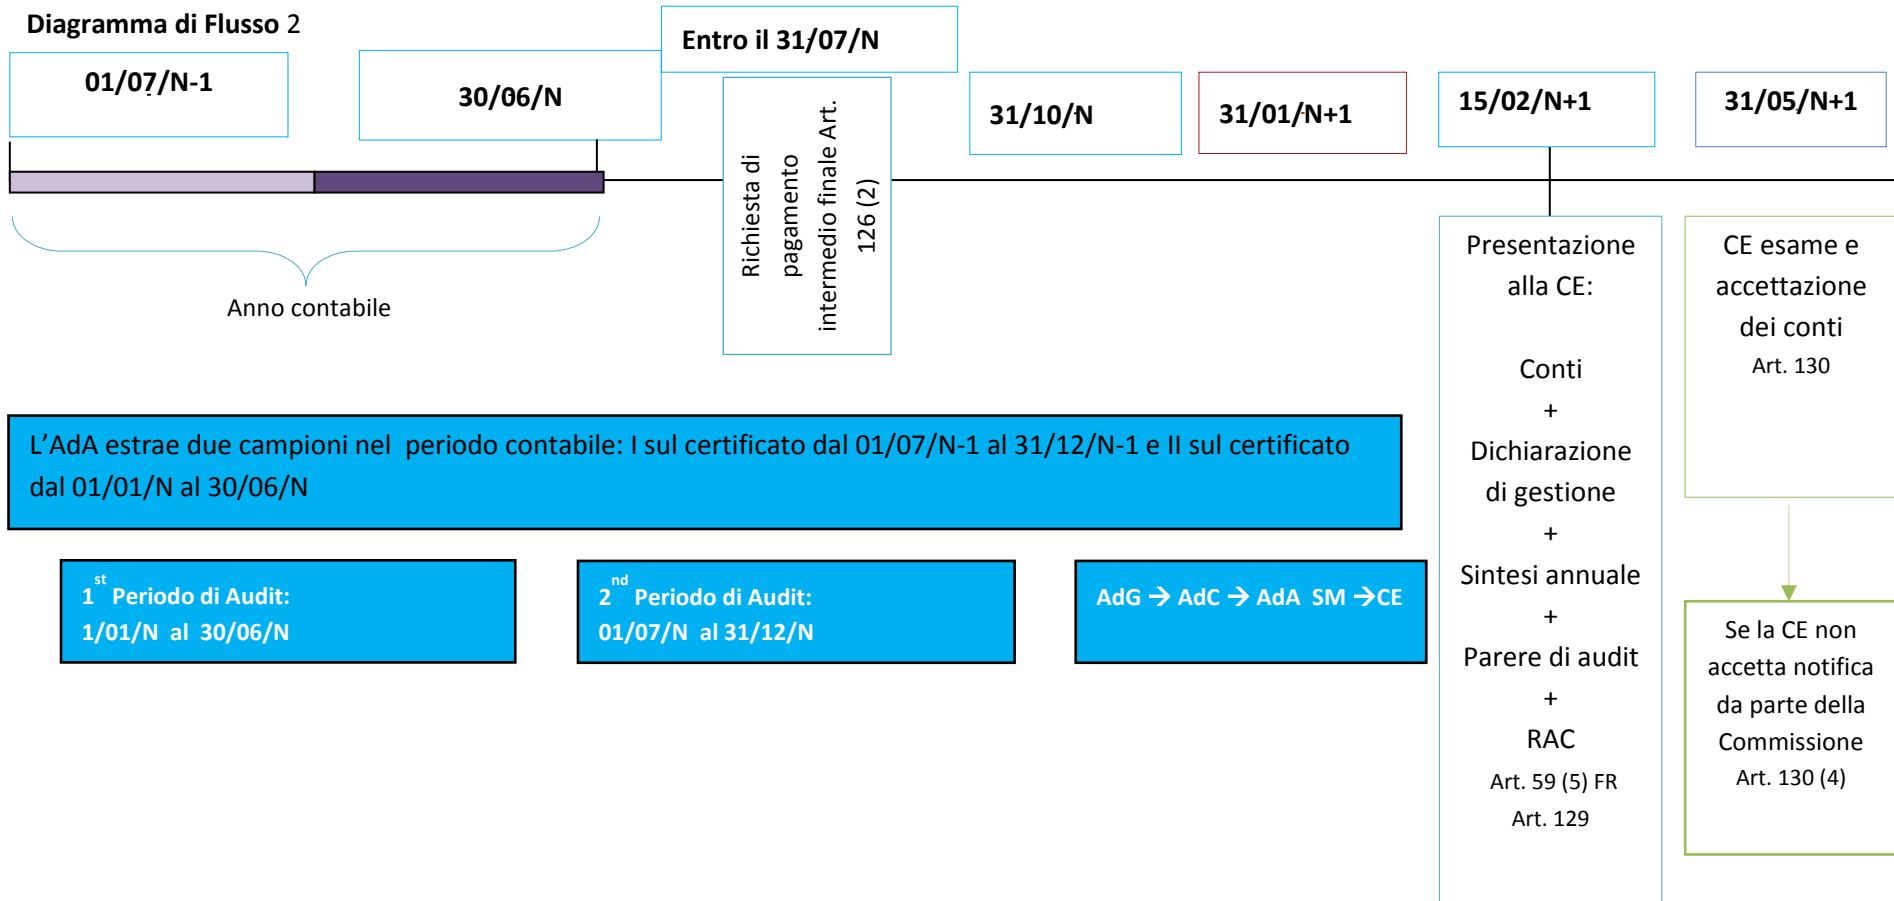 Diagramma di Flusso 2
01/07/N-1
30/06/N
Entro il 31/07/N
31/10/N
31/01/N+1
15/02/N+1
31/05/N+1
Richiesta di
pagamento
intermedio finale Art.
126 (2)
Anno contabile
Presentazione
alla CE:
Conti
+
Dichiarazione
di gestione
+
Sintesi annuale
+
Parere di audit
+
RAC
Art. 59 (5) FR
Art. 129
CE esame e
accettazione
dei conti
Art. 130
Se la CE non
accetta notifica
da parte della
Commissione
Art. 130 (4)
L'AdA estrae due campioni nel periodo contabile: I sul certificato dal 01/07/N-1 al 31/12/N-1 e II sul certificato
dal 01/01/N al 30/06/N
1st Periodo di Audit:
1/01/N al 30/06/N
2nd Periodo di Audit:
01/07/N al 31/12/N
AdG → AdC → AdA SM →CE